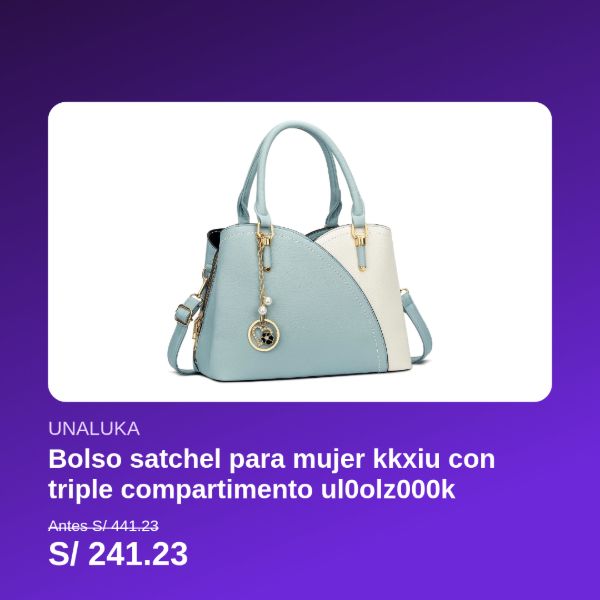 UNALUKA
Bolso satchel para mujer kkxiu con
triple compartimento ul0olz000k
Antes S/ 441.23
S/ 241.23